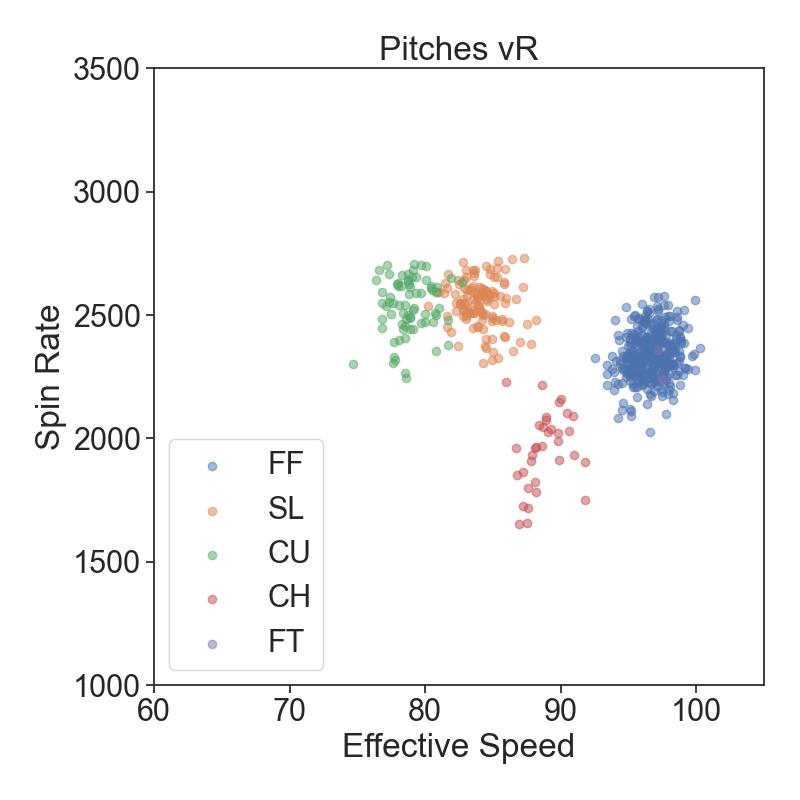 Pitches vR
3500
3000
2500
2000
1500
1000
Spin Rate
FF
SL
CU
CH
FT
60 70 80 90 100
Effective Speed